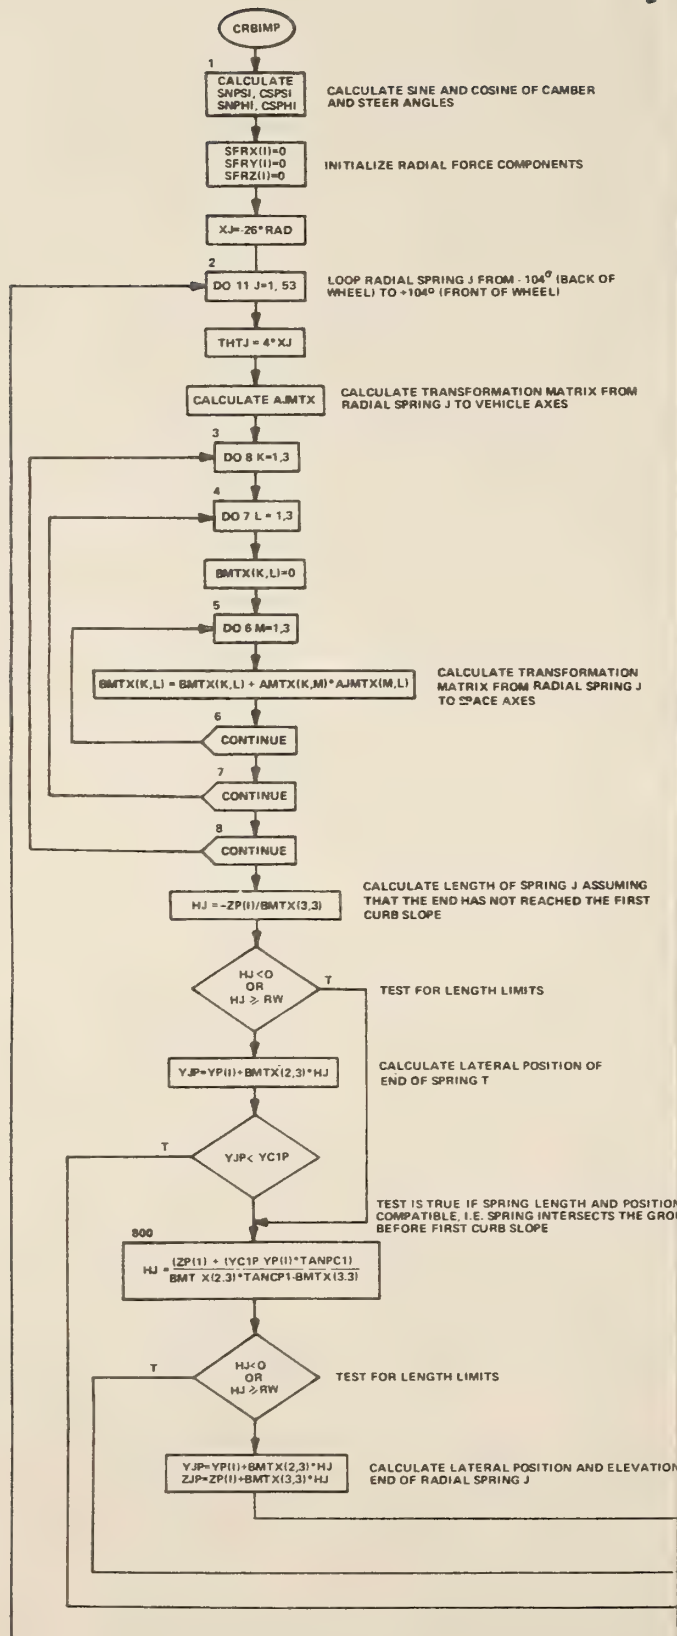 CRBIMP
1
CALCULATE
SNPSI, CSPSI
SNPHI, CSPHI
CALCULATE SINE AND COSINE OF CAMBER
AND STEER ANGLES
SFRX(I)=0
SFRY(I)=0
SFRZ(I)=0
INITIALIZE RADIAL FORCE COMPONENTS
XJ=-26*RAD
2
DO 11 J=1, 53
LOOP RADIAL SPRING J FROM -104° (BACK OF
WHEEL) TO +104° (FRONT OF WHEEL)
THTJ = 4*XJ
CALCULATE AJMTX
CALCULATE TRANSFORMATION MATRIX FROM
RADIAL SPRING J TO VEHICLE AXES
3
DO 8 K=1,3
4
DO 7 L = 1,3
BMTX(K,L)=0
5
DO 6 M=1,3
BMTX(K,L) = BMTX(K,L) + AMTX(K,M)*AJMTX(M,L)
CALCULATE TRANSFORMATION
MATRIX FROM RADIAL SPRING J
TO SPACE AXES
6
CONTINUE
7
CONTINUE
8
CONTINUE
HJ = -ZP(I)/BMTX(3,3)
CALCULATE LENGTH OF SPRING J ASSUMING
THAT THE END HAS NOT REACHED THE FIRST
CURB SLOPE
HJ<0
OR
HJ ⩾ RW
T
TEST FOR LENGTH LIMITS
YJP=YP(I)+BMTX(2,3)*HJ
CALCULATE LATERAL POSITION OF
END OF SPRING T
T
YJP< YC1P
TEST IS TRUE IF SPRING LENGTH AND POSITION
COMPATIBLE, I.E. SPRING INTERSECTS THE GRO
BEFORE FIRST CURB SLOPE
800
HJ = (ZP(1) + (YC1P YP(I)*TANPC1)
BMT X(2,3)*TANCP1-BMTX(3,3)
T
HJ<0
OR
HJ ⩾ RW
TEST FOR LENGTH LIMITS
YJP=YP(I)+BMTX(2,3)*HJ
ZJP=ZP(I)+BMTX(3,3)*HJ
CALCULATE LATERAL POSITION AND ELEVATION
END OF RADIAL SPRING J